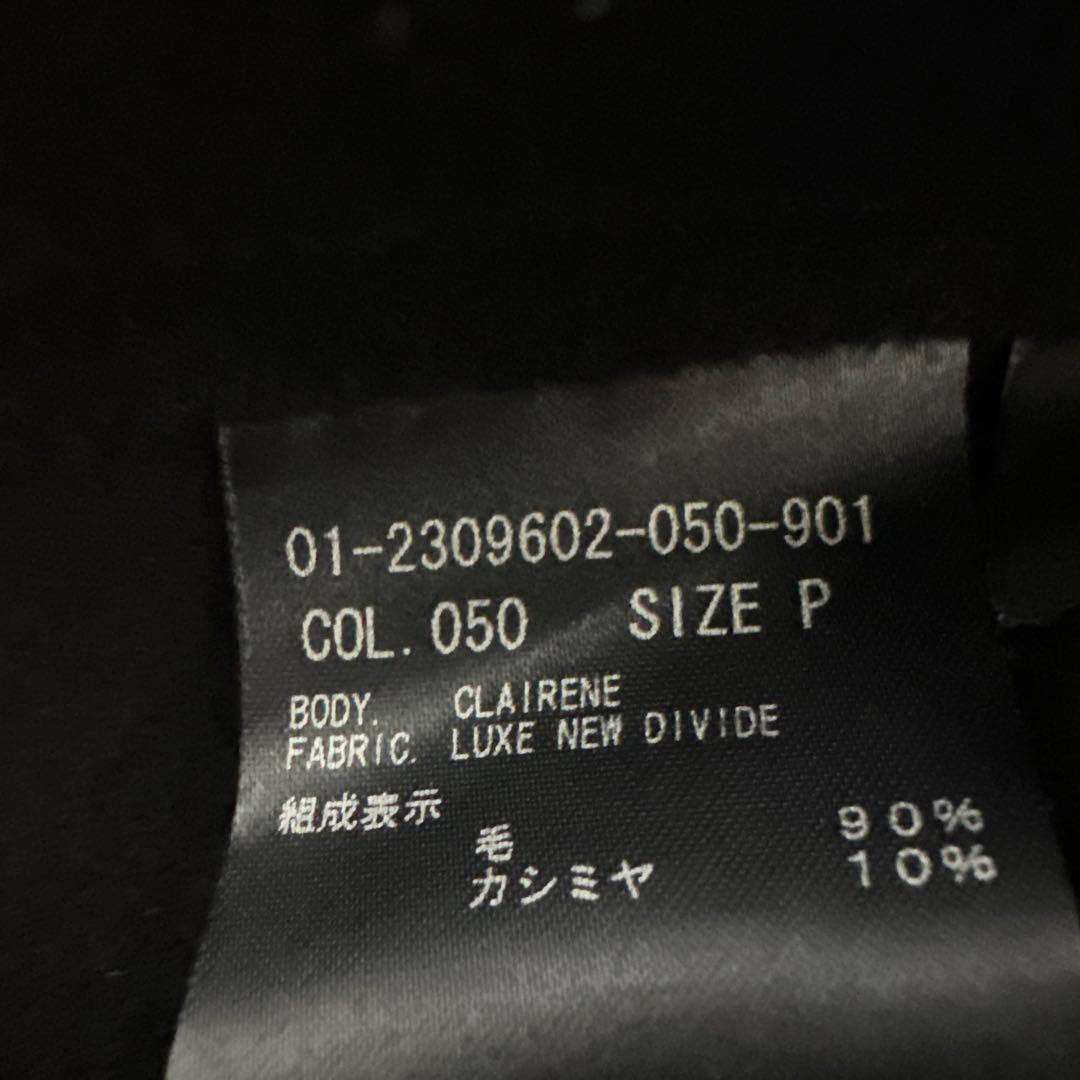 01-2309602-050-901
COL. 050 SIZE P
BODY. CLAIRENE
FABRIC. LUXE NEW DIVIDE
組成表示
毛 90%
カシミヤ 10%